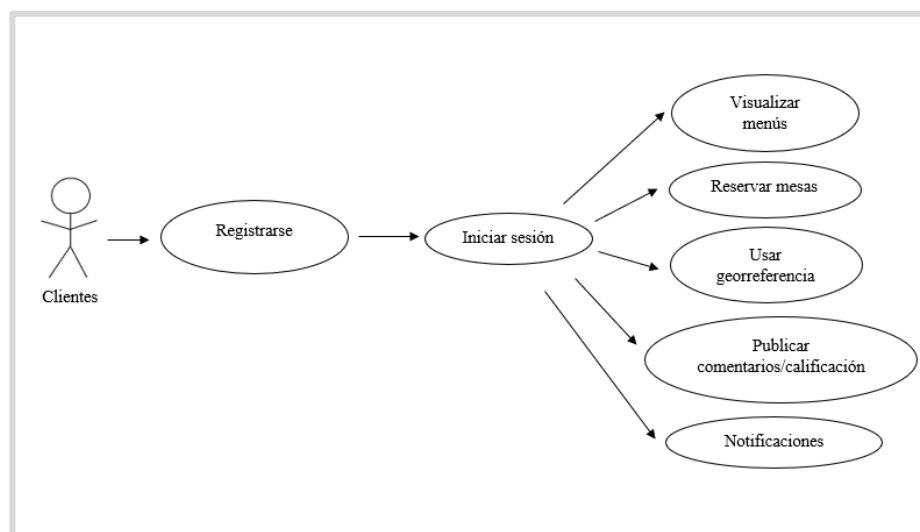 Clientes
Registrarse
Iniciar sesión
Visualizar
menús
Reservar mesas
Usar
georreferencia
Publicar
comentarios/calificación
Notificaciones